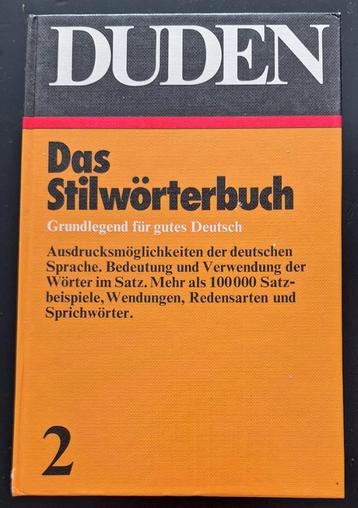 DUDEN
Das
Stilwörterbuch
Grundlegend für gutes Deutsch
Ausdrucksmöglichkeiten der deutschen
Sprache. Bedeutung und Verwendung der
Wörter im Satz. Mehr als 100000 Satz-
beispiele, Wendungen, Redensarten und
Sprichwörter.
2